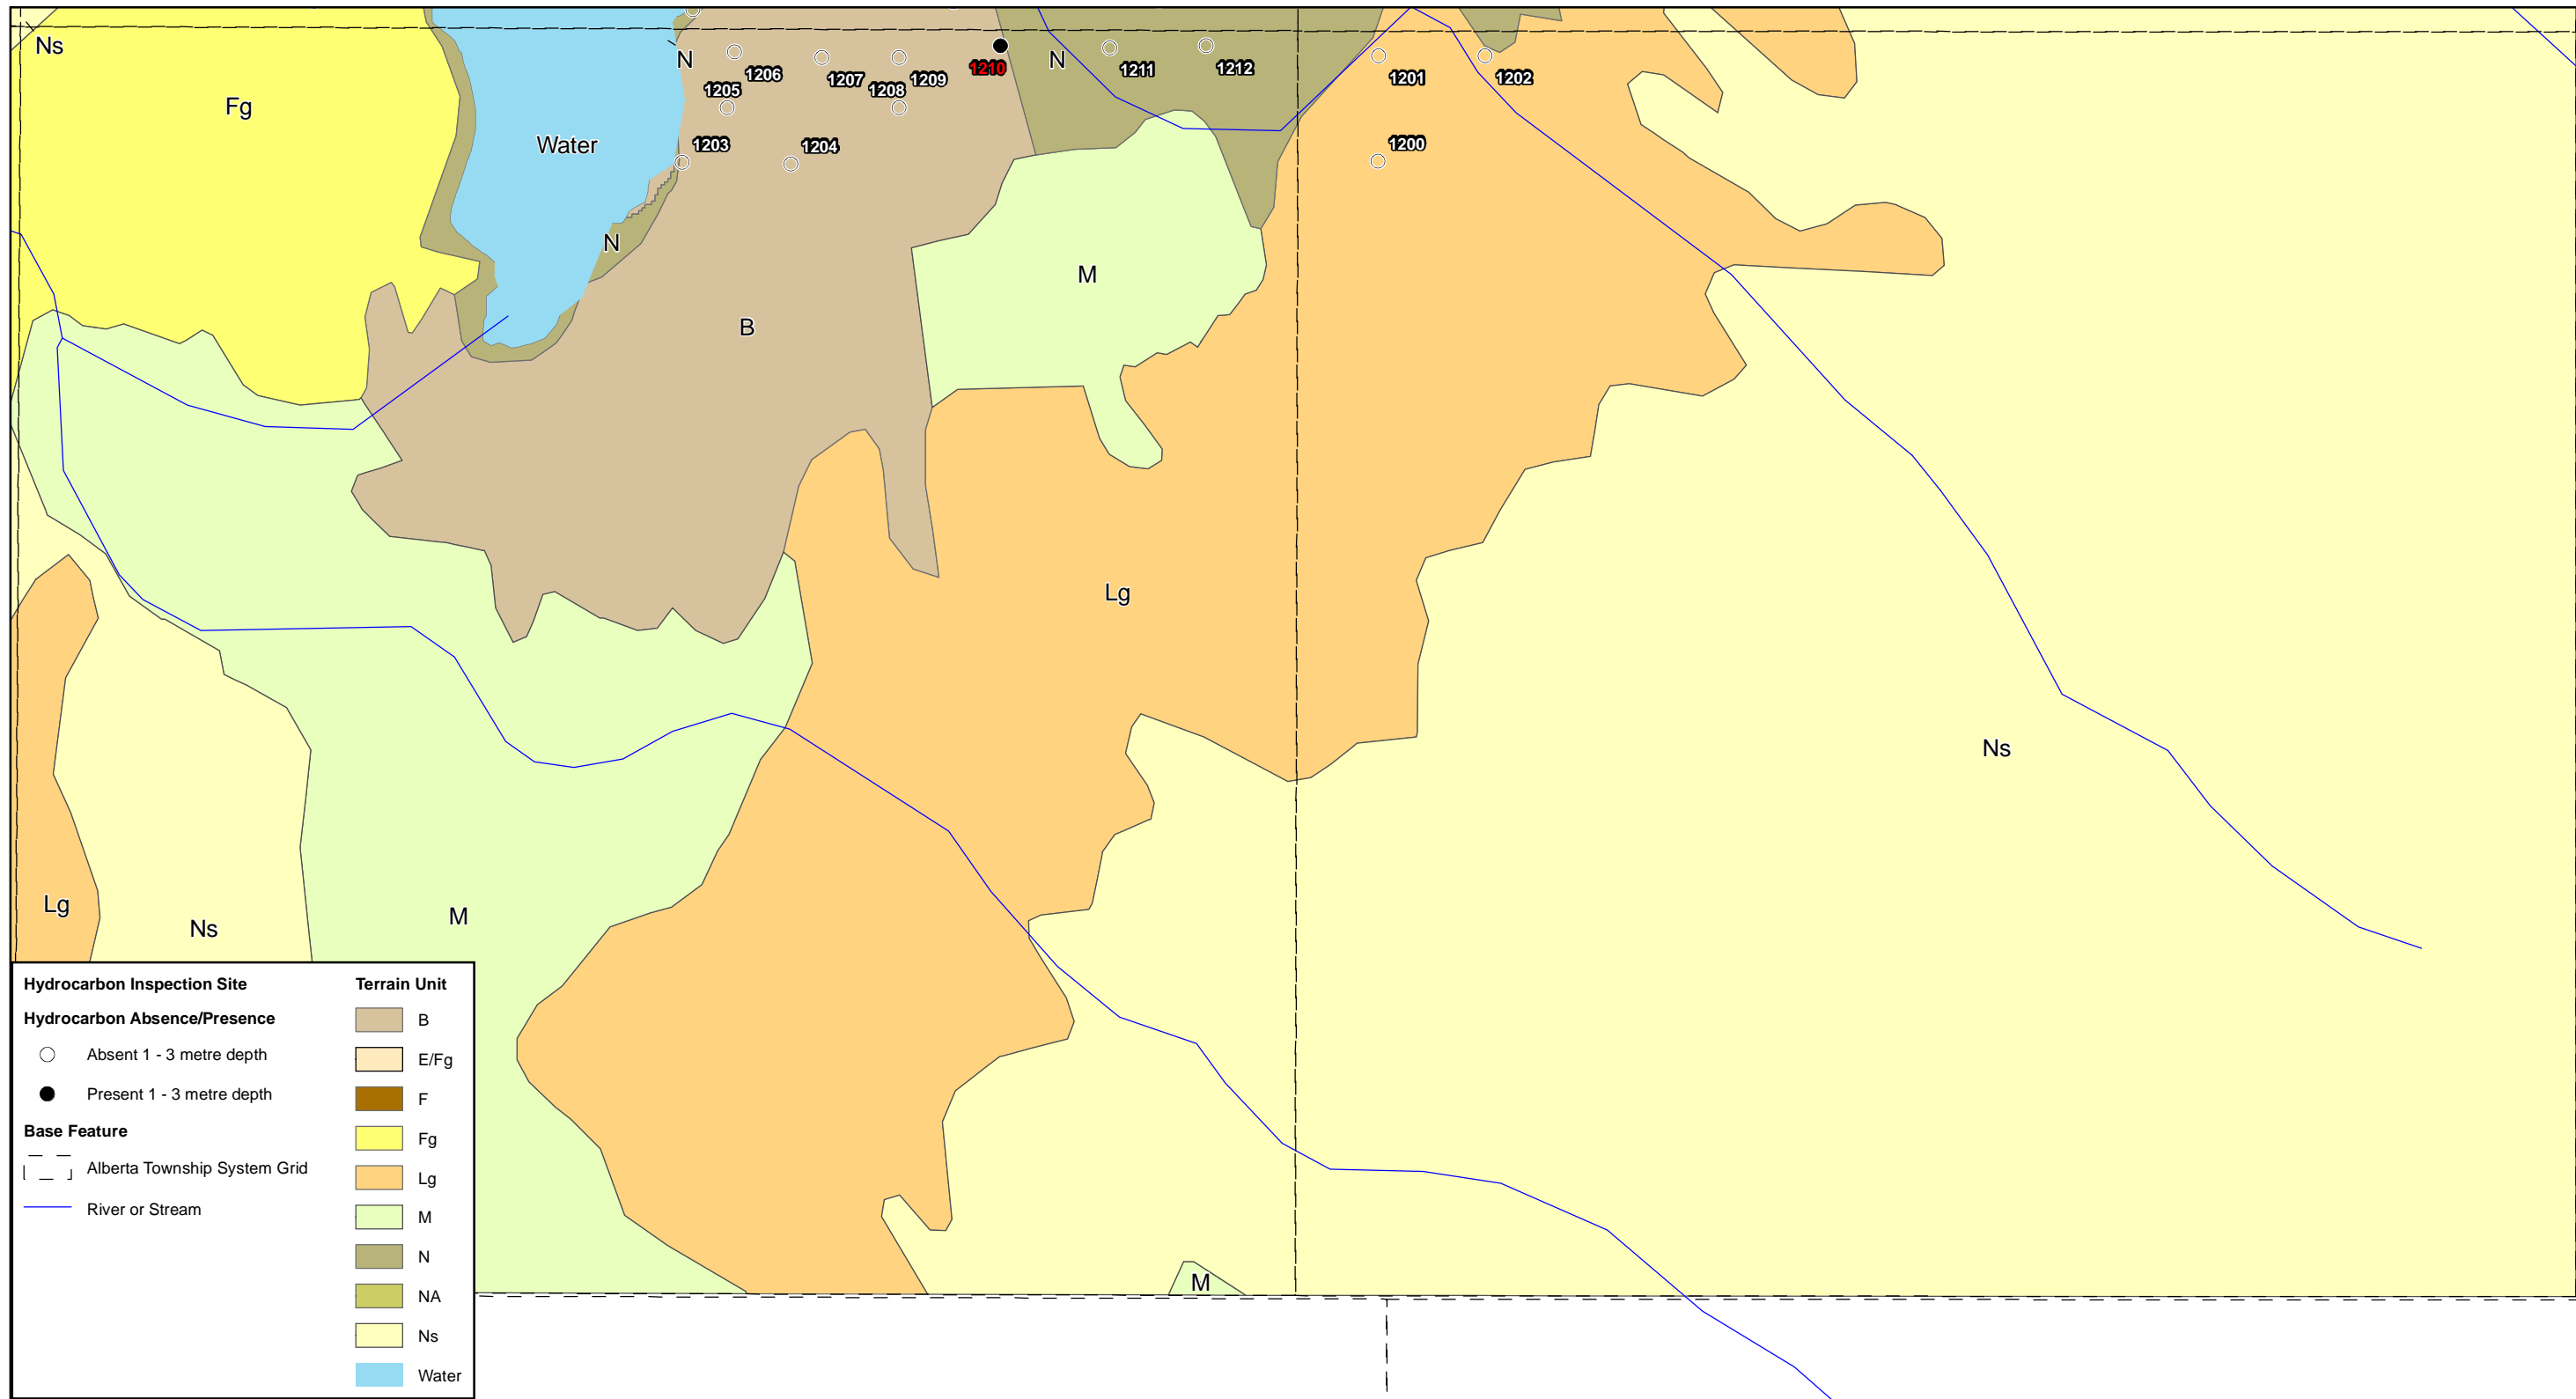 Ns
N
N
1210
1206
1207
1209
1211
1212
1201
1202
1205
1208
Fg
Water
1203
1204
1200
N
M
B
Lg
Ns
Lg
Ns
M
M
Hydrocarbon Inspection Site
Hydrocarbon Absence/Presence
Absent 1 - 3 metre depth
Present 1 - 3 metre depth
Base Feature
Alberta Township System Grid
River or Stream
Terrain Unit
B
E/Fg
F
Fg
Lg
M
N
NA
Ns
Water